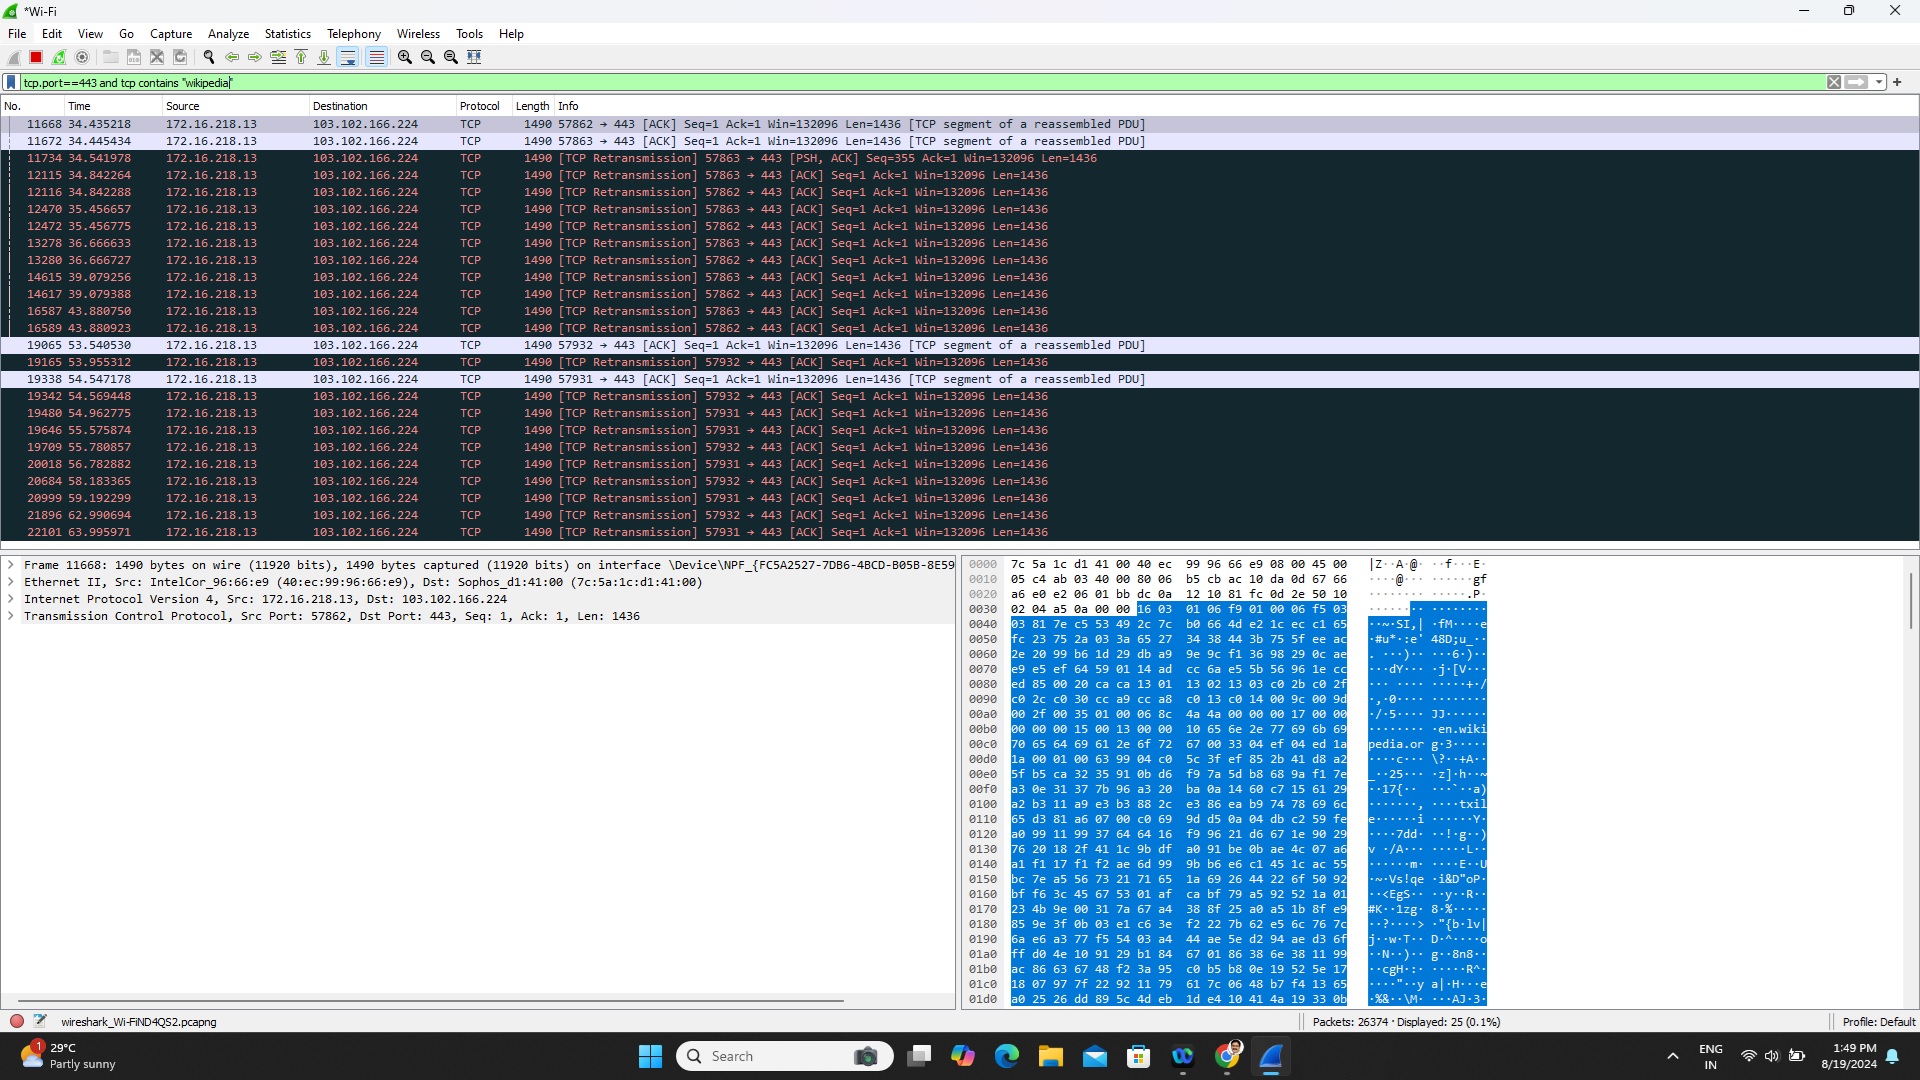 *Wi-Fi
File Edit View Go Capture Analyze Statistics Telephony Wireless Tools Help
tcp.port==443 and tcp contains "wikipedia"
No. Time Source Destination Protocol Length Info
11668 34.435218 172.16.218.13 103.102.166.224 TCP 1490 57862 → 443 [ACK] Seq=1 Ack=1 Win=132096 Len=1436 [TCP segment of a reassembled PDU]
11672 34.445434 172.16.218.13 103.102.166.224 TCP 1490 57863 → 443 [ACK] Seq=1 Ack=1 Win=132096 Len=1436 [TCP segment of a reassembled PDU]
11734 34.541978 172.16.218.13 103.102.166.224 TCP 1490 [TCP Retransmission] 57863 → 443 [PSH, ACK] Seq=355 Ack=1 Win=132096 Len=1436
12115 34.842264 172.16.218.13 103.102.166.224 TCP 1490 [TCP Retransmission] 57863 → 443 [ACK] Seq=1 Ack=1 Win=132096 Len=1436
12116 34.842288 172.16.218.13 103.102.166.224 TCP 1490 [TCP Retransmission] 57862 → 443 [ACK] Seq=1 Ack=1 Win=132096 Len=1436
12470 35.456657 172.16.218.13 103.102.166.224 TCP 1490 [TCP Retransmission] 57863 → 443 [ACK] Seq=1 Ack=1 Win=132096 Len=1436
12472 35.456775 172.16.218.13 103.102.166.224 TCP 1490 [TCP Retransmission] 57862 → 443 [ACK] Seq=1 Ack=1 Win=132096 Len=1436
13278 36.666633 172.16.218.13 103.102.166.224 TCP 1490 [TCP Retransmission] 57863 → 443 [ACK] Seq=1 Ack=1 Win=132096 Len=1436
13280 36.666727 172.16.218.13 103.102.166.224 TCP 1490 [TCP Retransmission] 57862 → 443 [ACK] Seq=1 Ack=1 Win=132096 Len=1436
14615 39.079256 172.16.218.13 103.102.166.224 TCP 1490 [TCP Retransmission] 57863 → 443 [ACK] Seq=1 Ack=1 Win=132096 Len=1436
14617 39.079388 172.16.218.13 103.102.166.224 TCP 1490 [TCP Retransmission] 57862 → 443 [ACK] Seq=1 Ack=1 Win=132096 Len=1436
16587 43.880750 172.16.218.13 103.102.166.224 TCP 1490 [TCP Retransmission] 57863 → 443 [ACK] Seq=1 Ack=1 Win=132096 Len=1436
16589 43.880923 172.16.218.13 103.102.166.224 TCP 1490 [TCP Retransmission] 57862 → 443 [ACK] Seq=1 Ack=1 Win=132096 Len=1436
19065 53.540530 172.16.218.13 103.102.166.224 TCP 1490 57932 → 443 [ACK] Seq=1 Ack=1 Win=132096 Len=1436 [TCP segment of a reassembled PDU]
19165 53.955312 172.16.218.13 103.102.166.224 TCP 1490 [TCP Retransmission] 57932 → 443 [ACK] Seq=1 Ack=1 Win=132096 Len=1436
19338 54.547178 172.16.218.13 103.102.166.224 TCP 1490 57931 → 443 [ACK] Seq=1 Ack=1 Win=132096 Len=1436 [TCP segment of a reassembled PDU]
19342 54.569448 172.16.218.13 103.102.166.224 TCP 1490 [TCP Retransmission] 57932 → 443 [ACK] Seq=1 Ack=1 Win=132096 Len=1436
19480 54.962775 172.16.218.13 103.102.166.224 TCP 1490 [TCP Retransmission] 57931 → 443 [ACK] Seq=1 Ack=1 Win=132096 Len=1436
19646 55.575874 172.16.218.13 103.102.166.224 TCP 1490 [TCP Retransmission] 57931 → 443 [ACK] Seq=1 Ack=1 Win=132096 Len=1436
19709 55.780857 172.16.218.13 103.102.166.224 TCP 1490 [TCP Retransmission] 57932 → 443 [ACK] Seq=1 Ack=1 Win=132096 Len=1436
20018 56.782882 172.16.218.13 103.102.166.224 TCP 1490 [TCP Retransmission] 57931 → 443 [ACK] Seq=1 Ack=1 Win=132096 Len=1436
20684 58.183365 172.16.218.13 103.102.166.224 TCP 1490 [TCP Retransmission] 57932 → 443 [ACK] Seq=1 Ack=1 Win=132096 Len=1436
20999 59.192299 172.16.218.13 103.102.166.224 TCP 1490 [TCP Retransmission] 57931 → 443 [ACK] Seq=1 Ack=1 Win=132096 Len=1436
21896 62.990694 172.16.218.13 103.102.166.224 TCP 1490 [TCP Retransmission] 57932 → 443 [ACK] Seq=1 Ack=1 Win=132096 Len=1436
22101 63.995971 172.16.218.13 103.102.166.224 TCP 1490 [TCP Retransmission] 57931 → 443 [ACK] Seq=1 Ack=1 Win=132096 Len=1436
Frame 11668: 1490 bytes on wire (11920 bits), 1490 bytes captured (11920 bits) on interface \Device\NPF_{FC5A2527-7DB6-4BCD-B05B-8E59
Ethernet II, Src: IntelCor_96:66:e9 (40:ec:99:96:66:e9), Dst: Sophos_d1:41:00 (7c:5a:1c:d1:41:00)
Internet Protocol Version 4, Src: 172.16.218.13, Dst: 103.102.166.224
Transmission Control Protocol, Src Port: 57862, Dst Port: 443, Seq: 1, Ack: 1, Len: 1436
0000 7c 5a 1c d1 41 00 40 ec 99 96 66 e9 08 00 45 00 |Z··A·@· ··f···E·
0010 05 c4 ab 03 40 00 80 06 b5 cb ac 10 da 0d 67 66 ····@··· ······gf
0020 a6 e0 e2 06 01 bb dc 0a 12 10 81 fc 0d 2e 50 10 ········ ·····.P·
0030 02 04 a5 0a 00 00 16 03 01 06 f9 01 00 06 f5 03 ········ ········
0040 03 81 7e c5 53 49 2c 7c b0 66 4d e2 1c ec c1 65 ··~·SI,| ·fM····e
0050 fc 23 75 2a 03 3a 65 27 34 38 44 3b 75 5f ee ac ·#u*·:e' 48D;u_··
0060 2e 20 99 b6 1d 29 db a9 9e 9c f1 36 98 29 0c ae . ···)·· ···6·)··
0070 e9 e5 ef 64 59 01 14 ad cc 6a e5 5b 56 96 1e cc ···dY··· ·j·[V···
0080 ed 85 00 20 ca ca 13 01 13 02 13 03 c0 2b c0 2f ··· ···· ·····+·/
0090 c0 2c c0 30 cc a9 cc a8 c0 13 c0 14 00 9c 00 9d ·,·0···· ········
00a0 00 2f 00 35 01 00 06 8c 4a 4a 00 00 00 17 00 00 ·/·5···· JJ······
00b0 00 00 00 15 00 13 00 00 10 65 6e 2e 77 69 6b 69 ········ ·en.wiki
00c0 70 65 64 69 61 2e 6f 72 67 00 33 04 ef 04 ed 1a pedia.or g·3·····
00d0 1a 00 01 00 63 99 04 c0 5c 3f ef 85 2b 41 d8 a2 ····c··· \?··+A··
00e0 5f b5 ca 32 35 91 0b d6 f9 7a 5d b8 68 9a f1 7e _··25··· ·z]·h··~
00f0 a3 0e 31 37 7b 96 a3 20 ba 0a 14 60 c7 15 61 29 ··17{·· ···`··a)
0100 a2 b3 11 a9 e3 b3 88 2c e3 86 ea b9 74 78 69 6c ·······, ····txil
0110 65 d3 81 a6 07 00 c0 69 9d d5 0a 04 db c2 59 fe e······i ······Y·
0120 a0 99 11 99 37 64 64 16 f9 96 21 d6 67 1e 90 29 ····7dd· ··!·g··)
0130 76 20 18 2f 41 1c 9b df a0 91 be 0b ae 4c 07 a6 v ·/A··· ·····L··
0140 a1 f1 17 f1 f2 ae 6d 99 9b b6 e6 c1 45 1c ac 55 ······m· ····E··U
0150 bc 7e a5 56 73 21 71 65 1a 69 26 44 22 6f 50 92 ·~·Vs!qe ·i&D"oP·
0160 bf f6 3c 45 67 53 01 af ca bf 79 a5 92 52 1a 01 ··<EgS·· ··y··R··
0170 23 4b 9e 00 31 7a 67 a4 38 8f 25 a0 a5 1b 8f e9 #K··1zg· 8·%·····
0180 85 9e 3f 0b 03 e1 c6 3e f2 22 7b 62 e5 6c 76 7c ··?····> ·"{b·lv|
0190 6a e6 a3 77 f5 54 03 a4 44 ae 5e d2 94 ae d3 6f j··w·T·· D·^····o
01a0 ff d0 4e 10 91 29 b1 84 67 01 86 38 6e 38 11 99 ··N··)·· g··8n8··
01b0 ac 86 63 67 48 f2 3a 95 c0 b5 b8 0e 19 52 5e 17 ··cgH·:· ·····R^·
01c0 18 07 97 7f 22 92 11 79 61 7c 06 48 b7 f4 13 65 ····"··y a|·H···e
01d0 a0 25 26 dd 89 5c 4d eb 1d e4 10 41 4a 19 33 0b ·%&··\M· ···AJ·3·
wireshark_Wi-FiND4QS2.pcapng Packets: 26374 · Displayed: 25 (0.1%) Profile: Default
1
29°C
Partly sunny
Search
ENG
IN
1:49 PM
8/19/2024